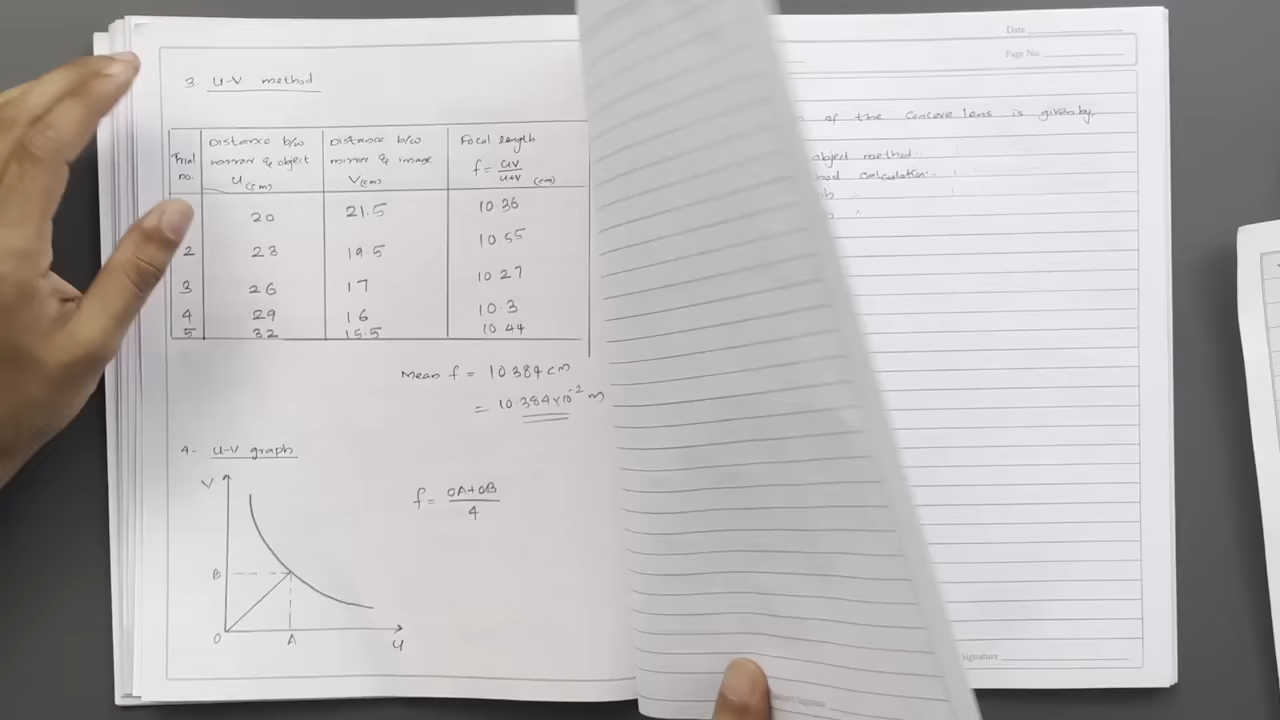 3. U-V method
Trial no. | Distance b/w mirror & object U (cm) | Distance b/w mirror & image V (cm) | Focal length f = uv/u+v (cm)
20 | 21.5 | 10.36
2 | 23 | 19.5 | 10.55
3 | 26 | 17 | 10.27
4 | 29 | 16 | 10.3
5 | 32 | 15.5 | 10.44
Mean f = 10.384 cm
= 10.384×10⁻² m
4- U-V graph
f = OA+OB/4
V
B
O A U
Date
Page No.
of the Concave lens is given by,
object method.
calculation.
Signature